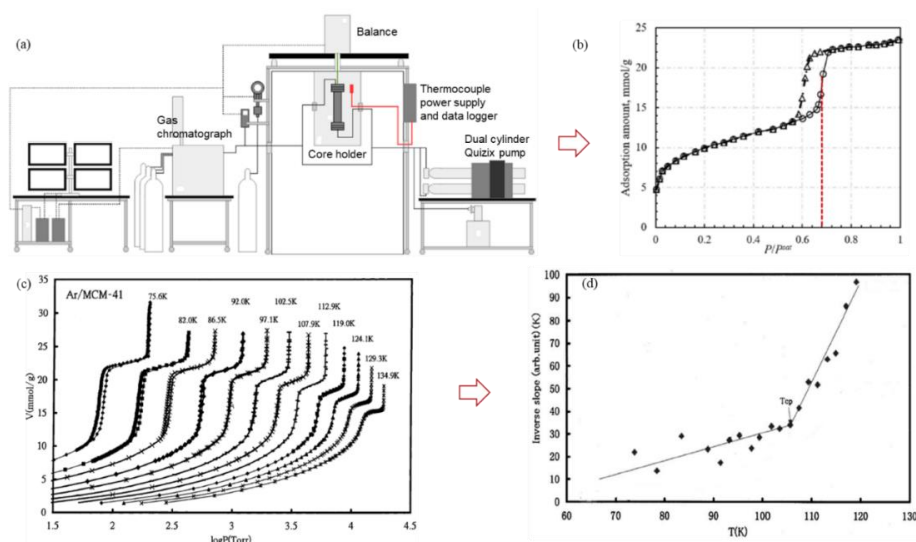 (a)
Balance
Gas
chromatograph
Core holder
Thermocouple
power supply
and data logger
Dual cylinder
Quizix pump
(b)
Adsorption amount, mmol/g
25
20
15
10
5
0
0 0.2 0.4 0.6 0.8 1
P/P^sat
(c)
Ar/MCM-41
V(mmol/g)
35
30
25
20
15
10
5
0
75.6K
82.0K
86.5K
92.0K
97.1K
102.5K
107.9K
112.9K
119.0K
124.1K
129.3K
134.9K
1.5 2 2.5 3 3.5 4 4.5
logP(Torr)
(d)
Inverse slope (arb.unit)(K)
100
90
80
70
60
50
40
30
20
10
0
Tcp
60 70 80 90 100 110 120 130
T(K)